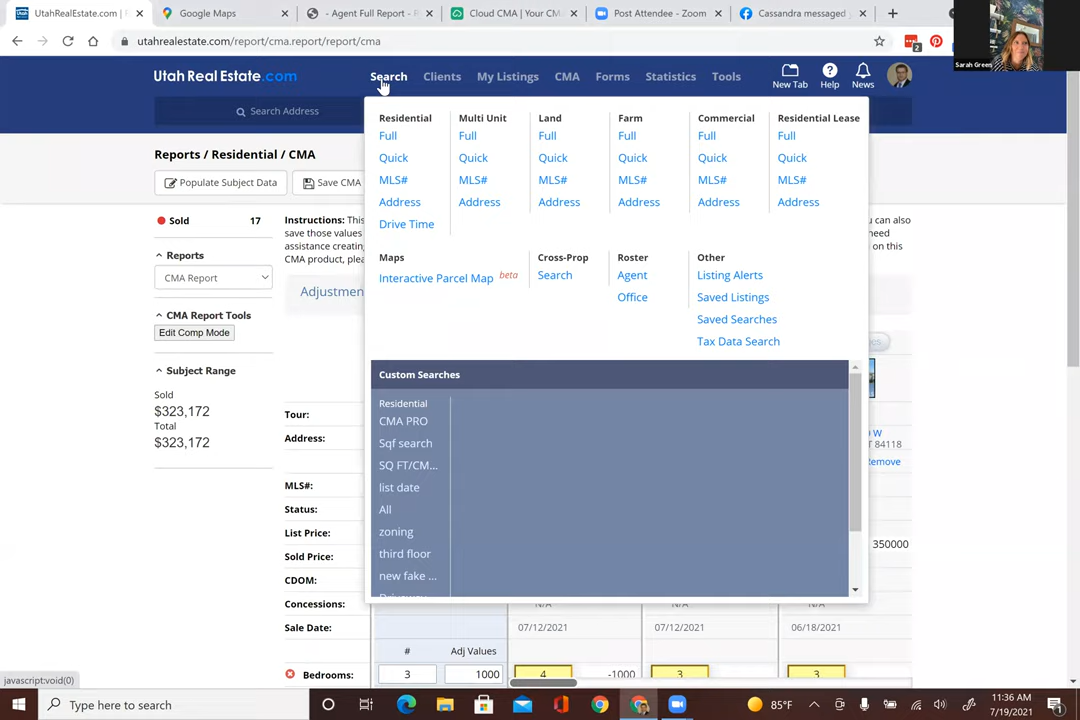 UtahRealEstate.com |
Google Maps
- Agent Full Report - R
Cloud CMA | Your CM
Post Attendee - Zoom
Cassandra messaged y
utahrealestate.com/report/cma.report/report/cma
2
Sarah Green
Utah Real Estate.com
Search
Clients
My Listings
CMA
Forms
Statistics
Tools
New Tab
Help
News
Search Address
Reports / Residential / CMA
Populate Subject Data
Save CMA
Residential
Full
Quick
MLS#
Address
Drive Time
Multi Unit
Full
Quick
MLS#
Address
Land
Full
Quick
MLS#
Address
Farm
Full
Quick
MLS#
Address
Commercial
Full
Quick
MLS#
Address
Residential Lease
Full
Quick
MLS#
Address
Maps
Interactive Parcel Map beta
Cross-Prop
Search
Roster
Agent
Office
Other
Listing Alerts
Saved Listings
Saved Searches
Tax Data Search
Custom Searches
Residential
CMA PRO
Sqf search
SQ FT/CM...
list date
All
zoning
third floor
new fake ...
Sold 17
Reports
CMA Report
CMA Report Tools
Edit Comp Mode
Subject Range
Sold
$323,172
Total
$323,172
Instructions: This
save those values
assistance creatin
CMA product, plea
u can also
need
on this
Adjustmen
Tour:
Address:
W
T 84118
Remove
MLS#:
Status:
List Price:
Sold Price:
350000
CDOM:
Concessions:
N/A
N/A
N/A
Sale Date:
07/12/2021
07/12/2021
06/18/2021
# Adj Values
Bedrooms: 3 1000 4 -1000 3 3
javascript:void(0)
Type here to search
85°F
11:36 AM
7/19/2021
1